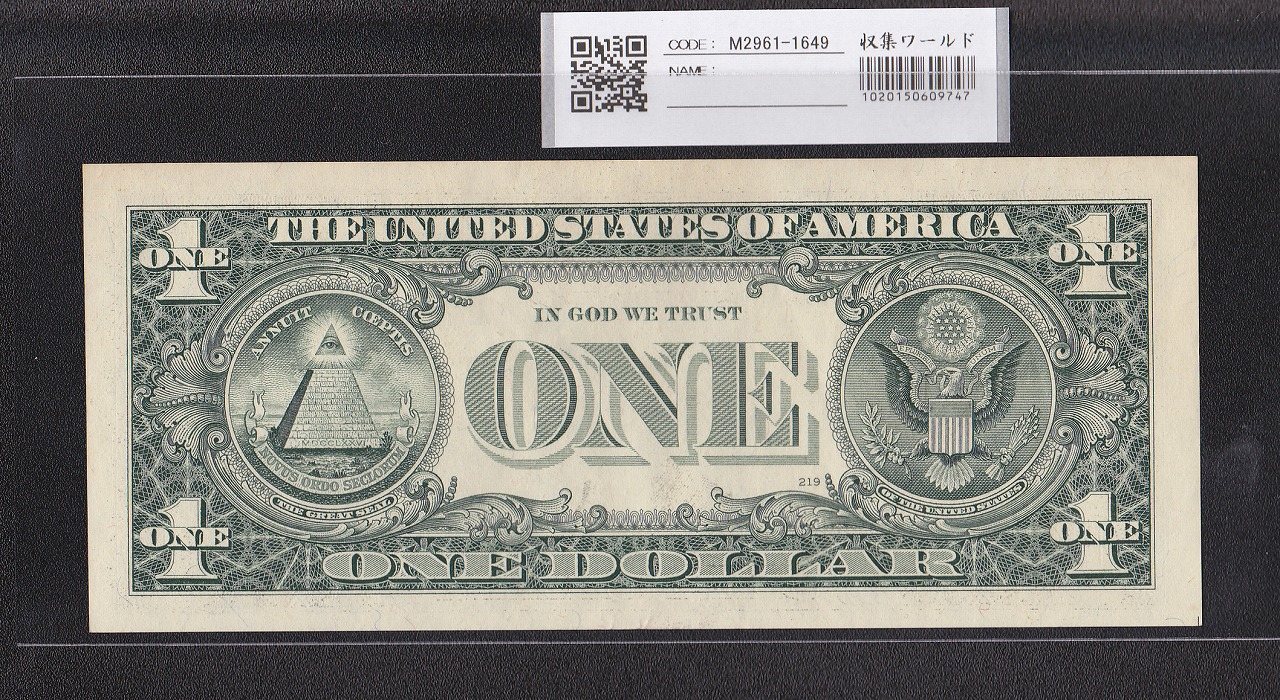 CODE: M2961-1649
NAME:
収集ワールド
1020150609747
THE UNITED STATES OF AMERICA
1
ONE
1
ONE
IN GOD WE TRUST
ANNUIT CŒPTIS
MDCCLXXVI
NOVUS ORDO SECLORUM
THE GREAT SEAL
ONE
219
OF THE UNITED STATES
1
ONE
ONE DOLLAR
1
ONE